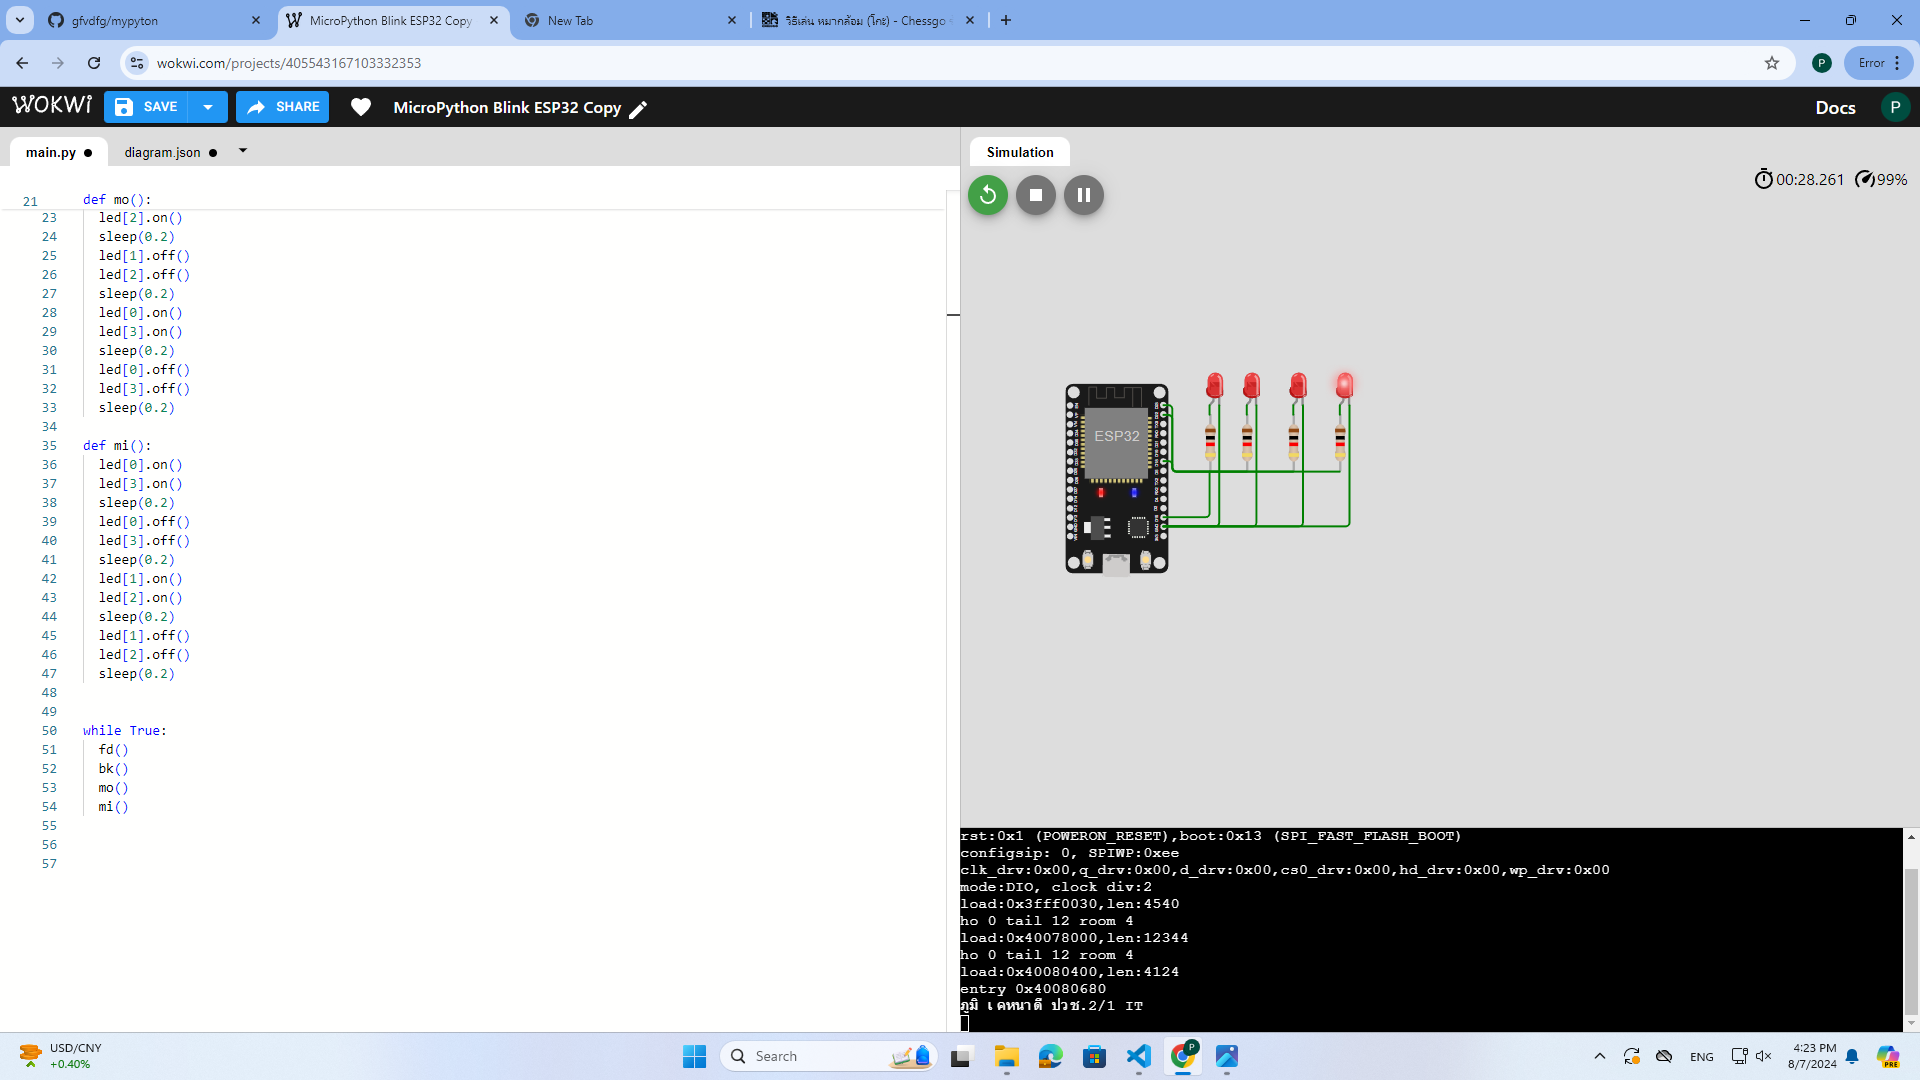 gfvdfg/mypyton
MicroPython Blink ESP32 Copy
New Tab
วิธีเล่น หมากล้อม (โกะ) - Chessgo
wokwi.com/projects/405543167103332353
P
Error
WOKWI
SAVE
SHARE
MicroPython Blink ESP32 Copy
Docs
P
main.py
diagram.json
Simulation
00:28.261
99%
21 def mo():
23 led[2].on()
24 sleep(0.2)
25 led[1].off()
26 led[2].off()
27 sleep(0.2)
28 led[0].on()
29 led[3].on()
30 sleep(0.2)
31 led[0].off()
32 led[3].off()
33 sleep(0.2)
34
35 def mi():
36 led[0].on()
37 led[3].on()
38 sleep(0.2)
39 led[0].off()
40 led[3].off()
41 sleep(0.2)
42 led[1].on()
43 led[2].on()
44 sleep(0.2)
45 led[1].off()
46 led[2].off()
47 sleep(0.2)
48
49
50 while True:
51 fd()
52 bk()
53 mo()
54 mi()
55
56
57
ESP32
rst:0x1 (POWERON_RESET),boot:0x13 (SPI_FAST_FLASH_BOOT)
configsip: 0, SPIWP:0xee
clk_drv:0x00,q_drv:0x00,d_drv:0x00,cs0_drv:0x00,hd_drv:0x00,wp_drv:0x00
mode:DIO, clock div:2
load:0x3fff0030,len:4540
ho 0 tail 12 room 4
load:0x40078000,len:12344
ho 0 tail 12 room 4
load:0x40080400,len:4124
entry 0x40080680
ภูมิ เคหนาดี ปวช.2/1 IT
USD/CNY
+0.40%
Search
P
ENG
4:23 PM
8/7/2024
PRE